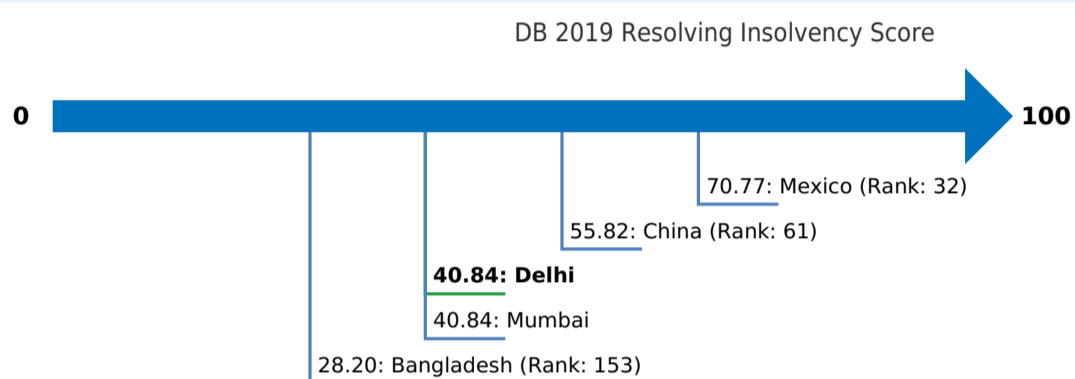 DB 2019 Resolving Insolvency Score
0
100
70.77: Mexico (Rank: 32)
55.82: China (Rank: 61)
40.84: Delhi
40.84: Mumbai
28.20: Bangladesh (Rank: 153)